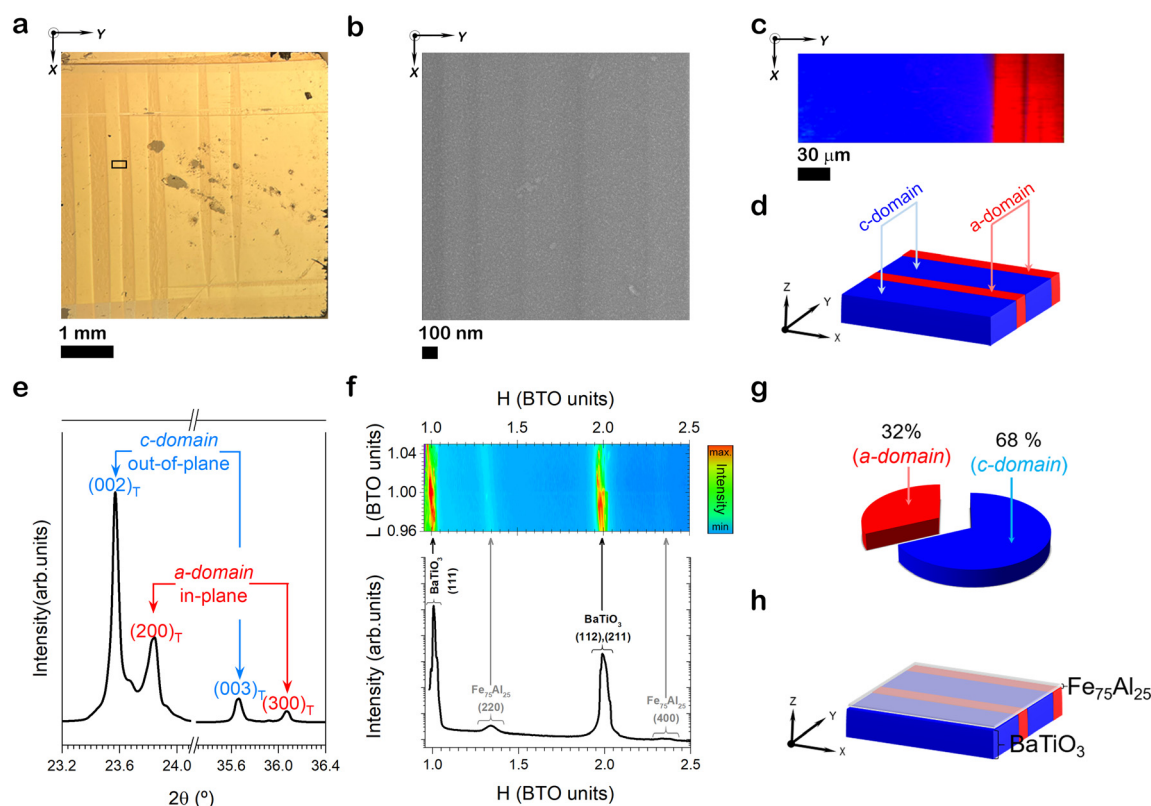 a
Y
X
1 mm
b
Y
X
100 nm
c
Y
X
30 μm
d
c-domain
a-domain
Z
Y
X
e
c-domain
out-of-plane
(002)T
a-domain
in-plane
(200)T
(003)T
(300)T
Intensity(arb.units)
23.2 23.6 24.0 35.6 36.0 36.4
2θ (º)
f
H (BTO units)
1.0 1.5 2.0 2.5
L (BTO units)
1.04
1.00
0.96
max.
Intensity
min
Intensity (arb.units)
BaTiO3
(111)
Fe75Al25
(220)
BaTiO3
(112),(211)
Fe75Al25
(400)
1.0 1.5 2.0 2.5
H (BTO units)
g
32%
(a-domain)
68 %
(c-domain)
h
Fe75Al25
BaTiO3
Z
Y
X